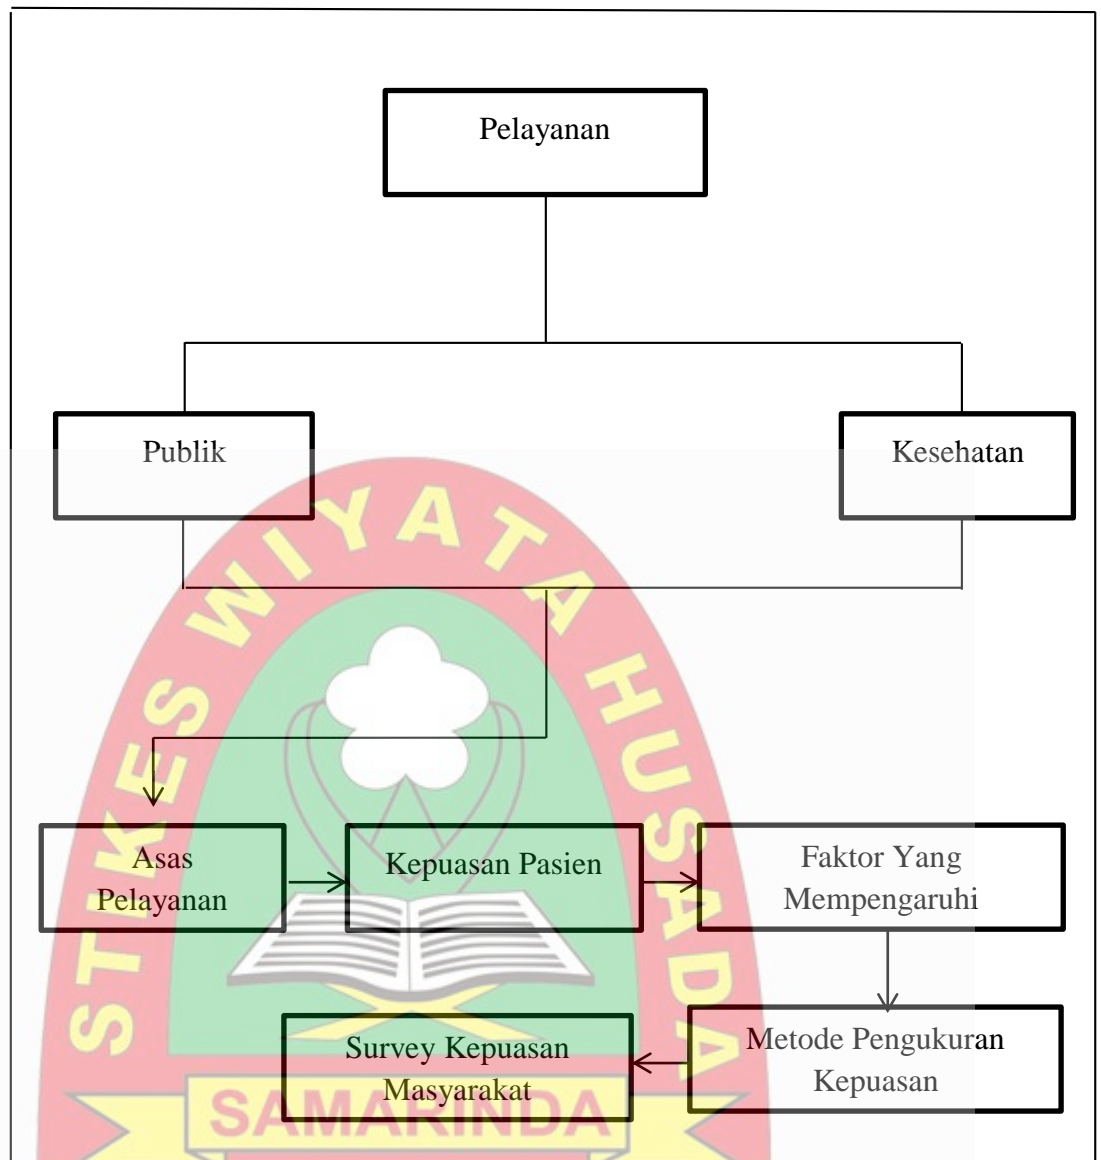 Pelayanan
Publik
Kesehatan
STIKES WIYATA HUSADA
Asas
Pelayanan
Kepuasan Pasien
Faktor Yang
Mempengaruhi
Metode Pengukuran
Kepuasan
Survey Kepuasan
Masyarakat
SAMARINDA